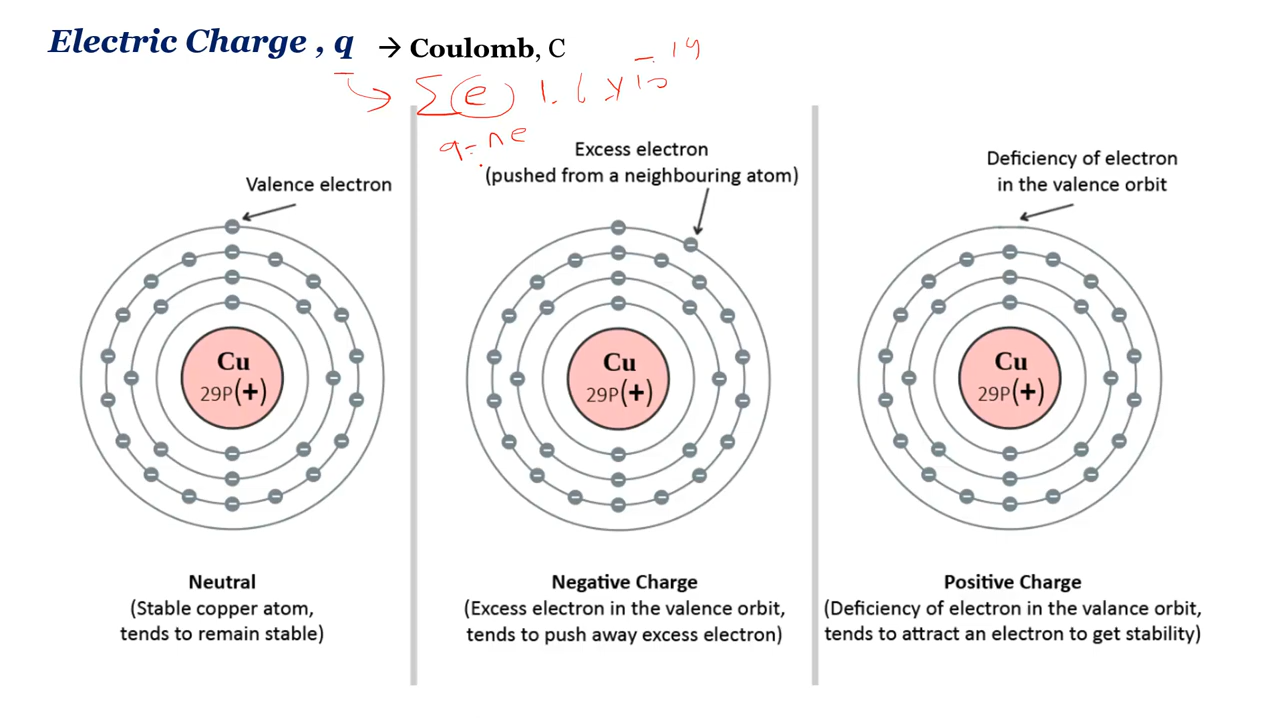 Electric Charge , q → Coulomb, C
Σ(e) 1.6 x 10⁻¹⁹
q = ne
Valence electron
Excess electron
(pushed from a neighbouring atom)
Deficiency of electron
in the valence orbit
Cu
29P(+)
Cu
29P(+)
Cu
29P(+)
Neutral
(Stable copper atom,
tends to remain stable)
Negative Charge
(Excess electron in the valence orbit,
tends to push away excess electron)
Positive Charge
(Deficiency of electron in the valance orbit,
tends to attract an electron to get stability)